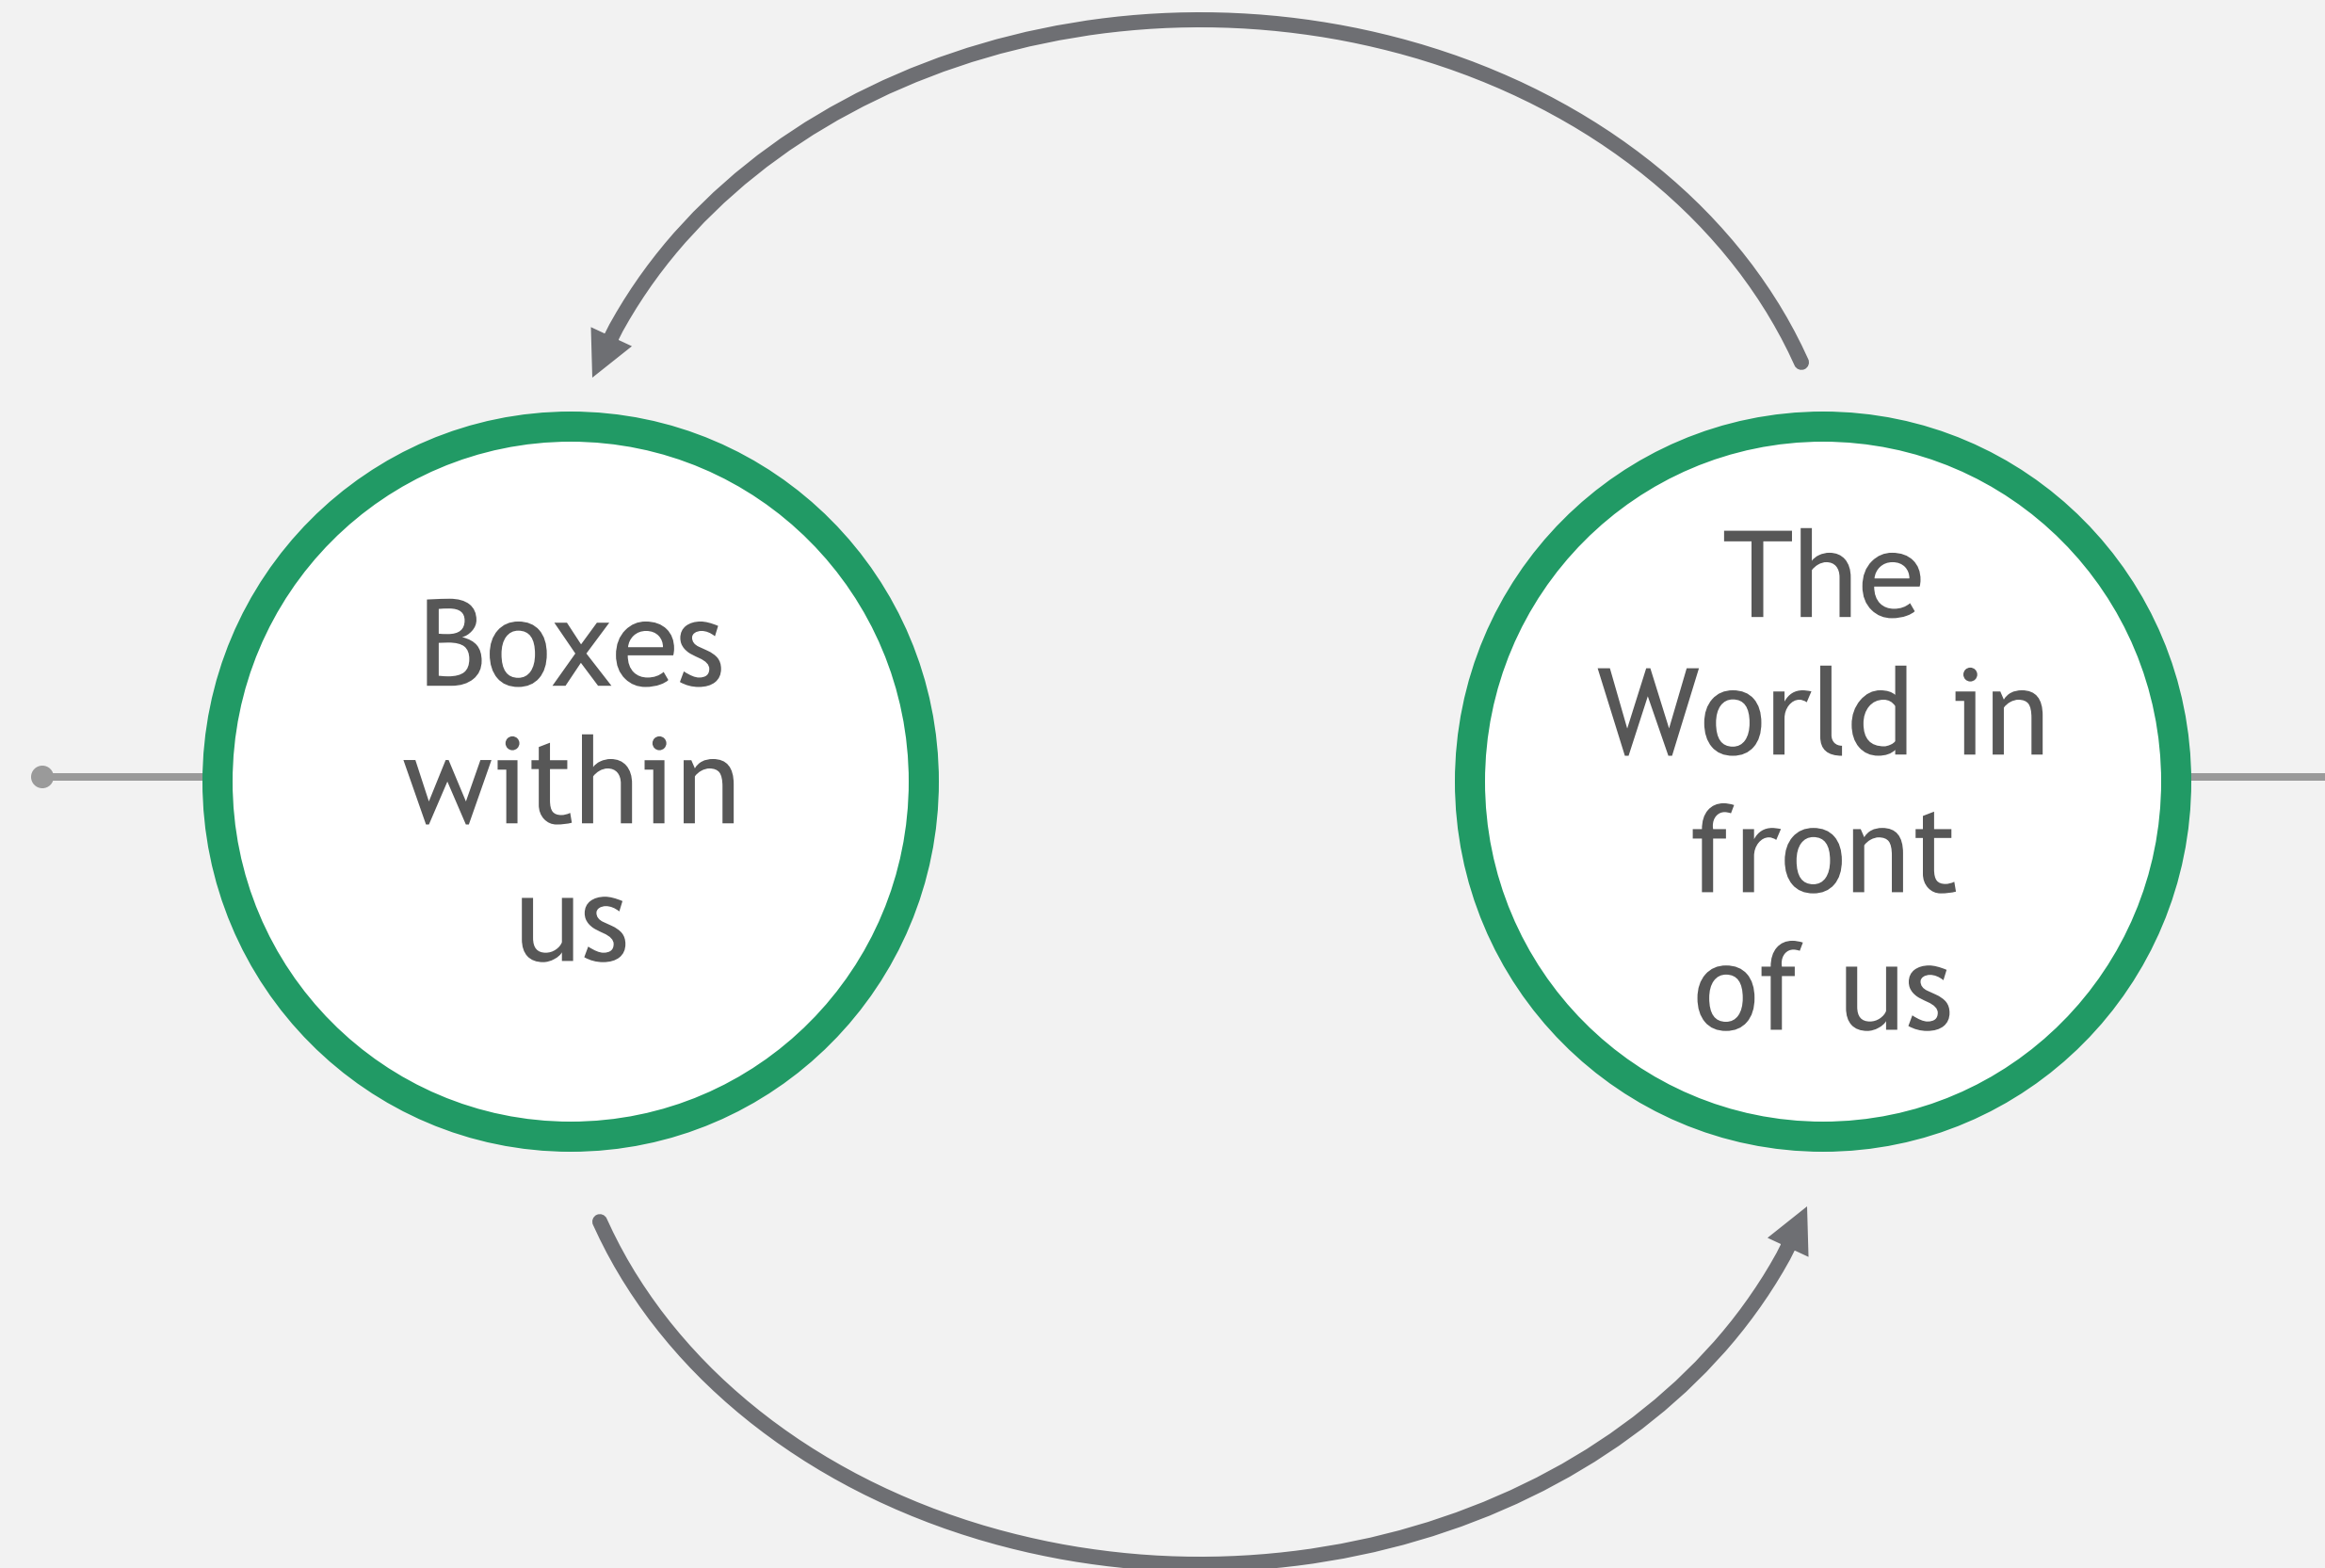 Boxes
within
us
The
World in
front
of us